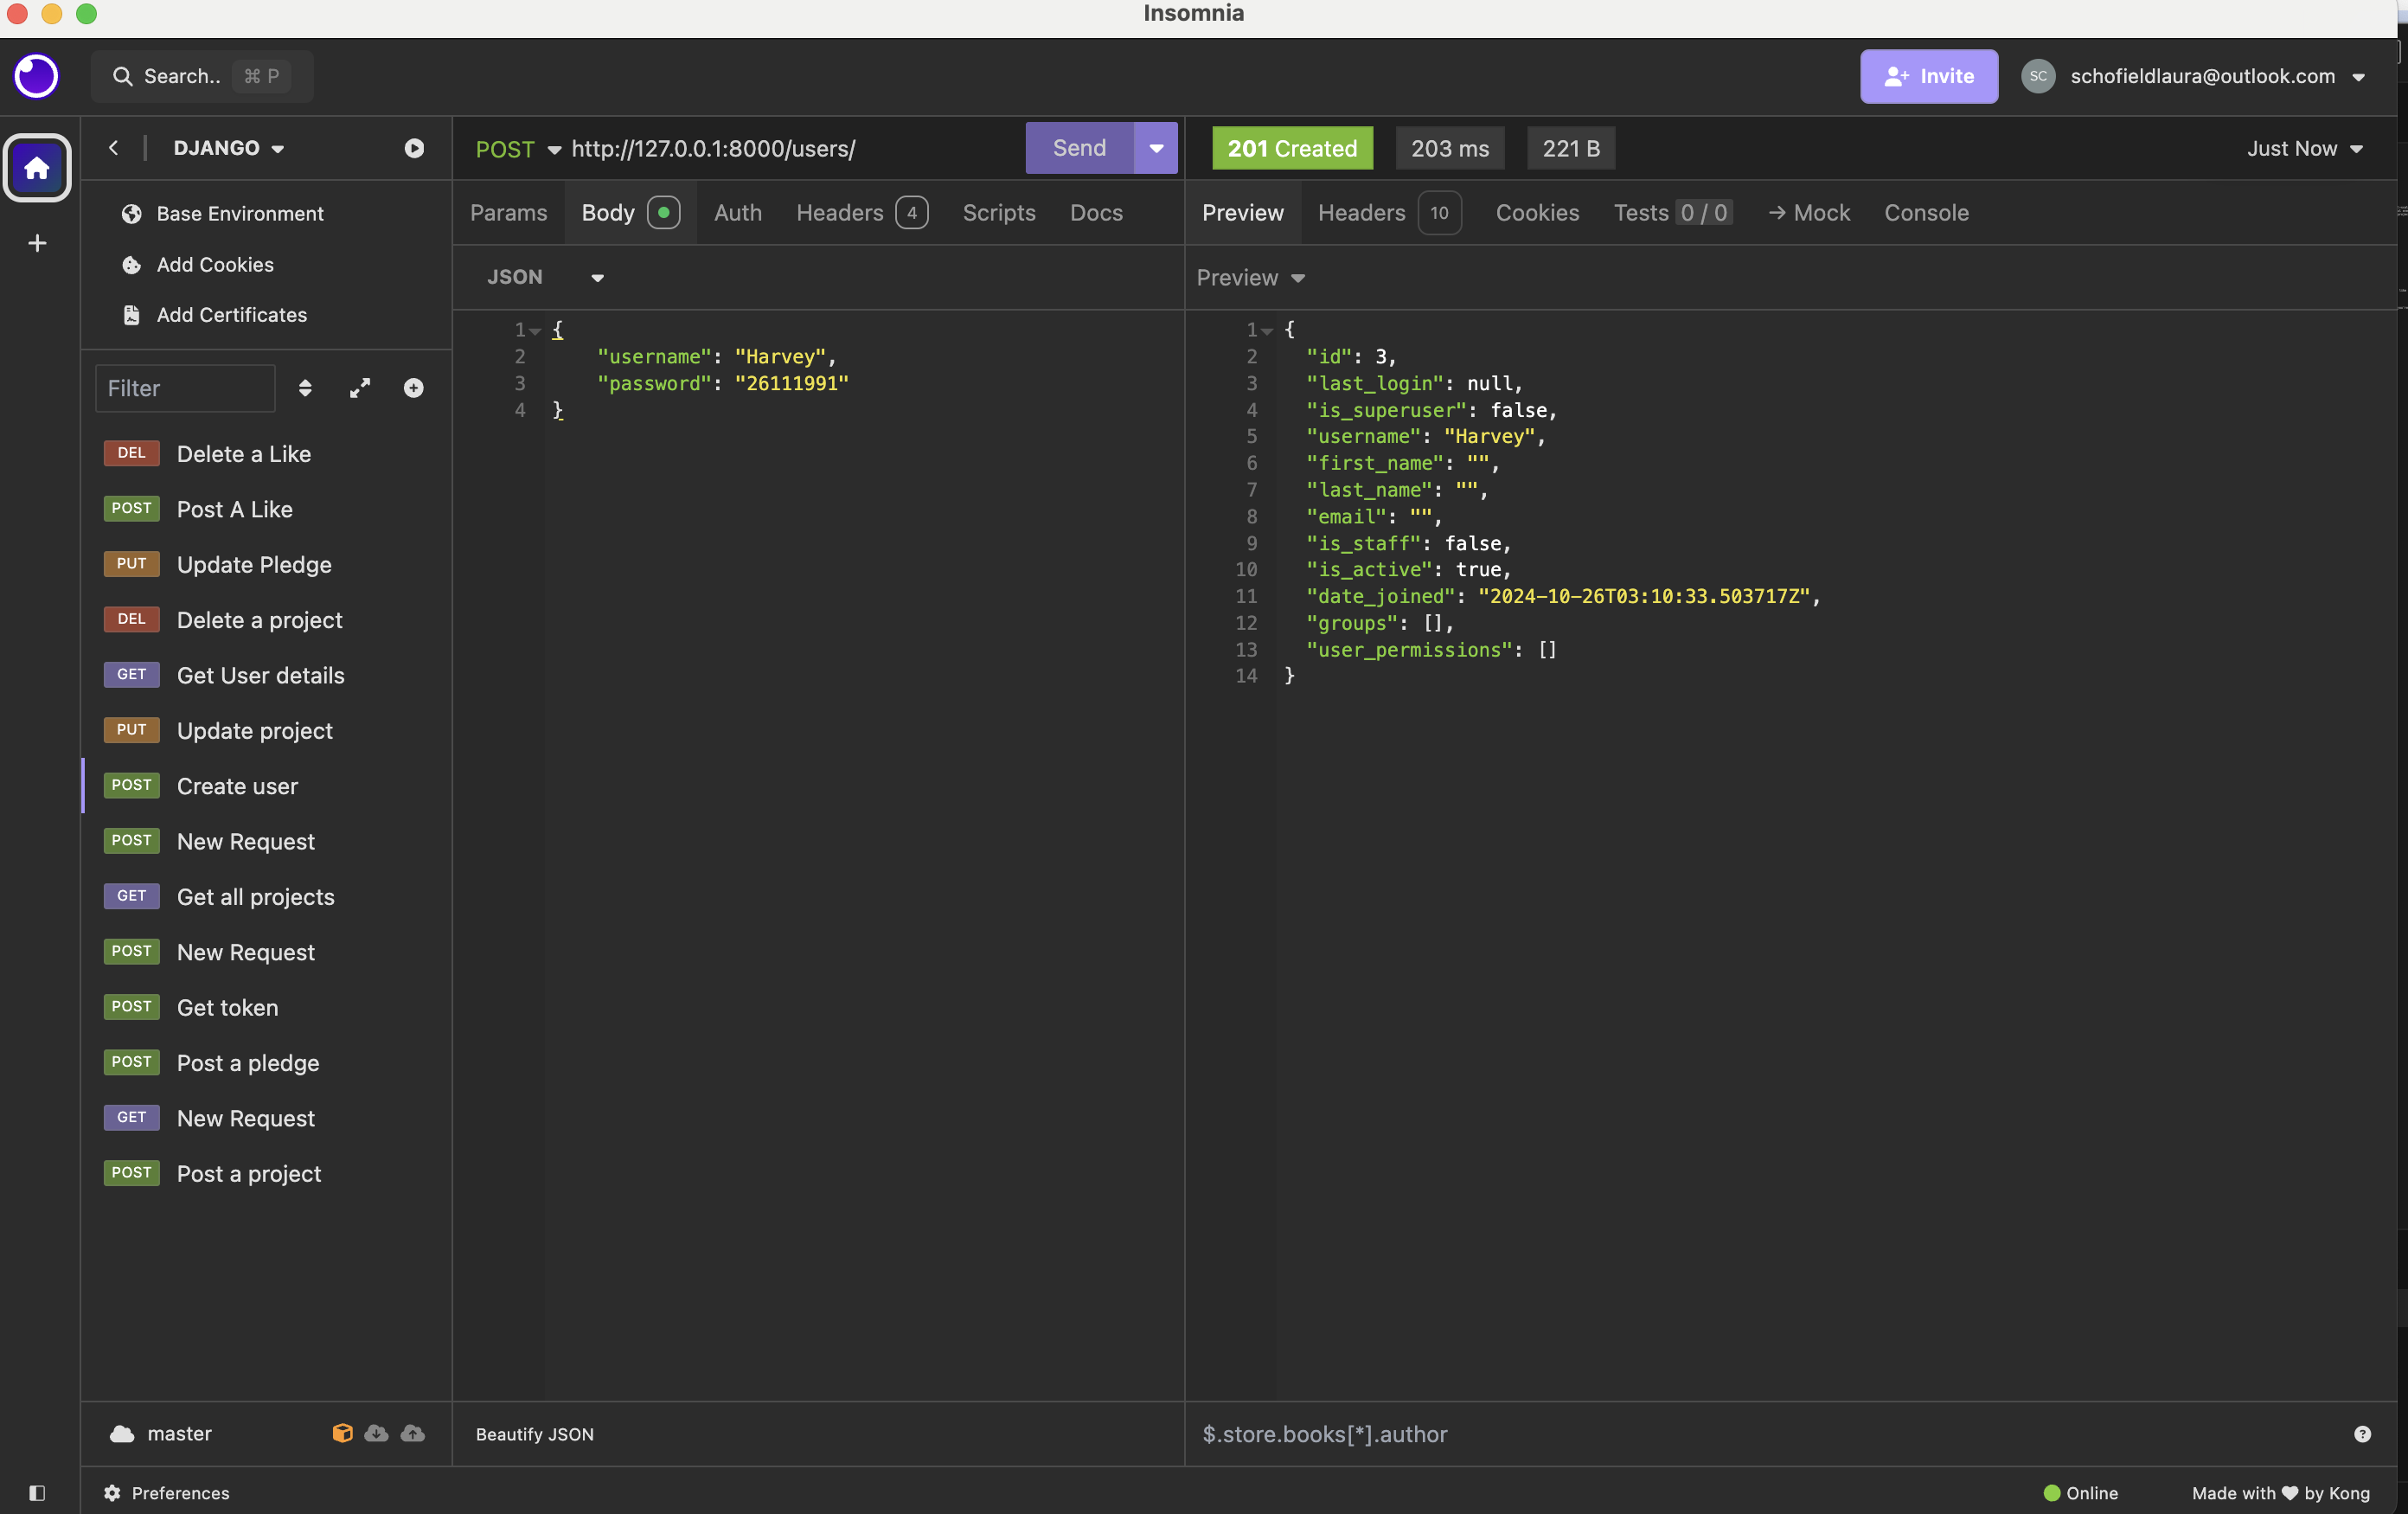 Insomnia
Search.. ⌘ P
Invite
SC schofieldlaura@outlook.com
DJANGO
POST http://127.0.0.1:8000/users/ Send
201 Created 203 ms 221 B Just Now
Base Environment
Add Cookies
Add Certificates
Params Body Auth Headers 4 Scripts Docs
Preview Headers 10 Cookies Tests 0 / 0 → Mock Console
JSON
Preview
Filter
DEL Delete a Like
POST Post A Like
PUT Update Pledge
DEL Delete a project
GET Get User details
PUT Update project
POST Create user
POST New Request
GET Get all projects
POST New Request
POST Get token
POST Post a pledge
GET New Request
POST Post a project
1 {
2 "username": "Harvey",
3 "password": "26111991"
4 }
1 {
2 "id": 3,
3 "last_login": null,
4 "is_superuser": false,
5 "username": "Harvey",
6 "first_name": "",
7 "last_name": "",
8 "email": "",
9 "is_staff": false,
10 "is_active": true,
11 "date_joined": "2024-10-26T03:10:33.503717Z",
12 "groups": [],
13 "user_permissions": []
14 }
master
Beautify JSON
$.store.books[*].author
?
Preferences
Online
Made with ♥ by Kong